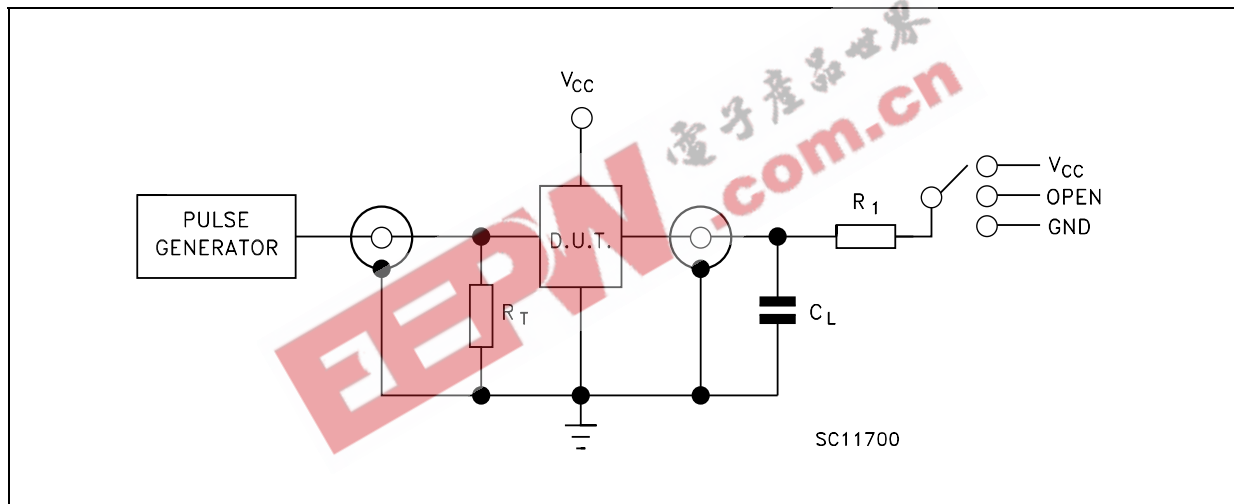 VCC
電子產品世界
.com.cn
EEPW
PULSE
GENERATOR
D.U.T.
RT
R1
CL
VCC
OPEN
GND
SC11700